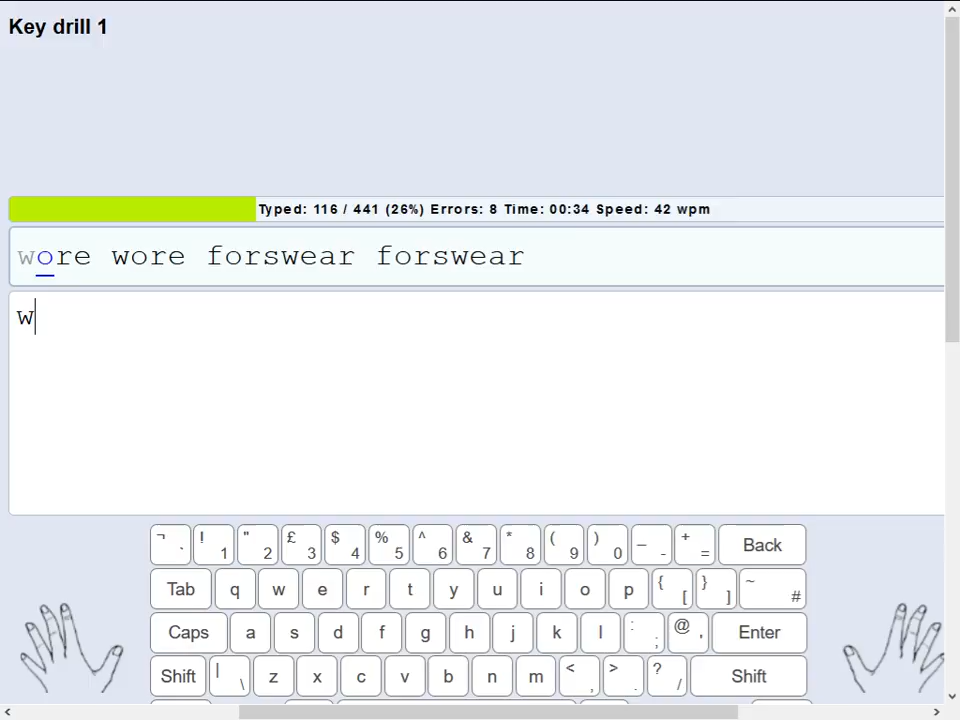 Key drill 1
Typed: 116 / 441 (26%) Errors: 8 Time: 00:34 Speed: 42 wpm
wore wore forswear forswear
w
¬ ` ! 1 " 2 £ 3 $ 4 % 5 ^ 6 & 7 * 8 ( 9 ) 0 _ - + = Back
Tab q w e r t y u i o p { [ } ] ~ #
Caps a s d f g h j k l : ; @ ' Enter
Shift | \ z x c v b n m < , > . ? / Shift